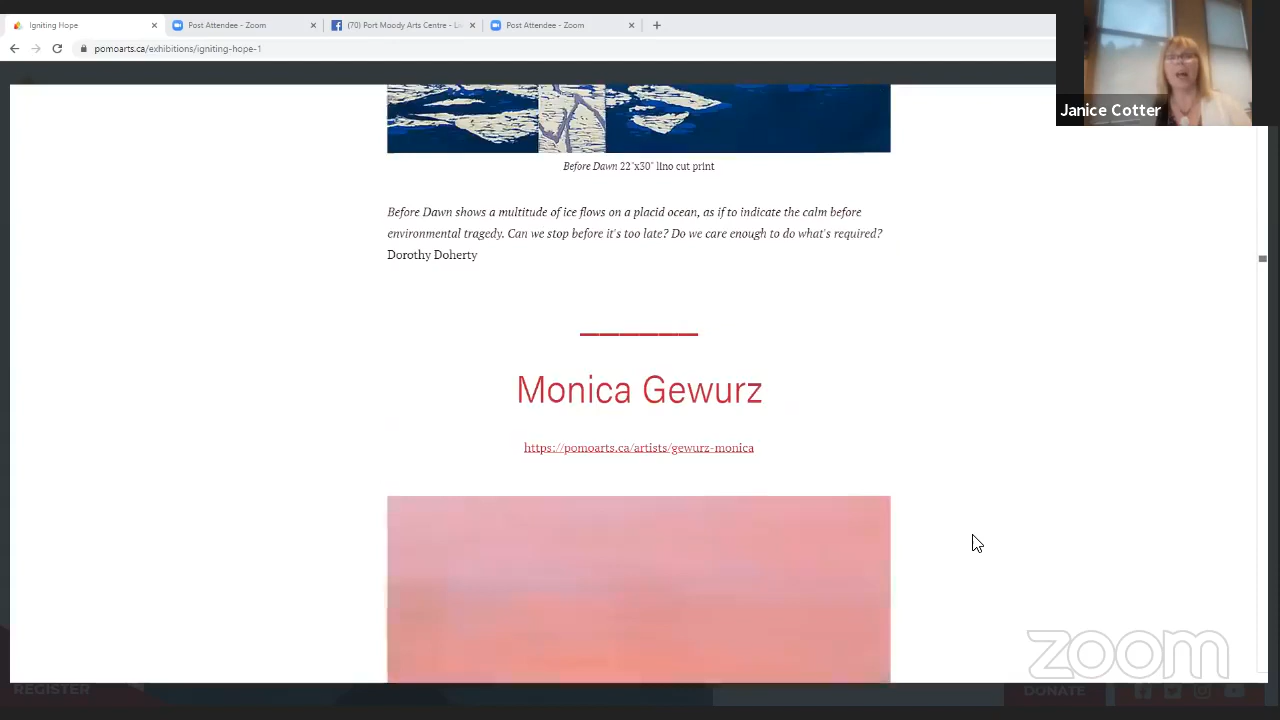 Igniting Hope
Post Attendee - Zoom
(70) Port Moody Arts Centre - Li
Post Attendee - Zoom
pomoarts.ca/exhibitions/igniting-hope-1
Janice Cotter
Before Dawn 22"x30" lino cut print
Before Dawn shows a multitude of ice flows on a placid ocean, as if to indicate the calm before
environmental tragedy. Can we stop before it's too late? Do we care enough to do what's required?
Dorothy Doherty
Monica Gewurz
https://pomoarts.ca/artists/gewurz-monica
zoom
REGISTER
DONATE